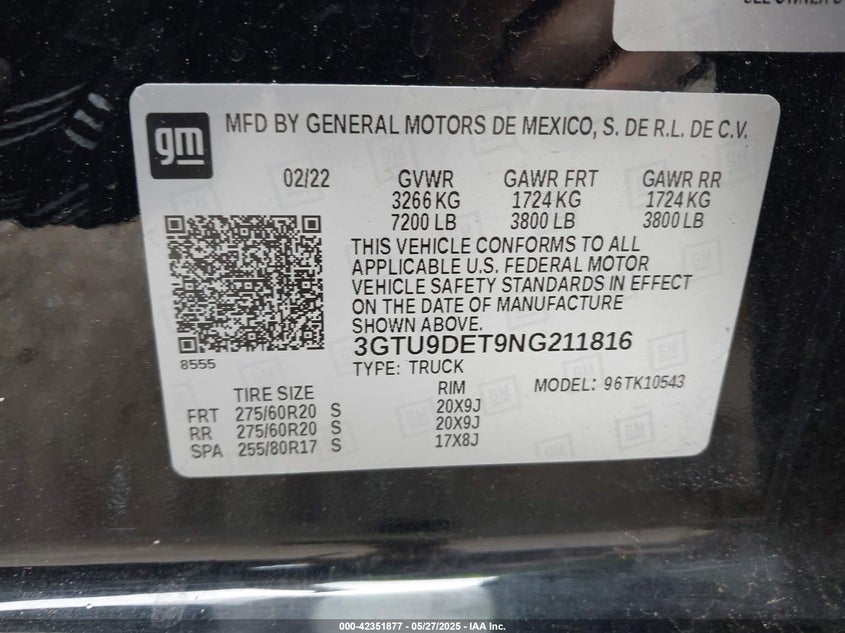 gm
MFD BY GENERAL MOTORS DE MEXICO, S. DE R.L. DE C.V.
02/22 GVWR GAWR FRT GAWR RR
3266 KG 1724 KG 1724 KG
7200 LB 3800 LB 3800 LB
THIS VEHICLE CONFORMS TO ALL
APPLICABLE U.S. FEDERAL MOTOR
VEHICLE SAFETY STANDARDS IN EFFECT
ON THE DATE OF MANUFACTURE
SHOWN ABOVE.
3GTU9DET9NG211816
8555
TYPE: TRUCK
TIRE SIZE RIM MODEL: 96TK10543
FRT 275/60R20 S 20X9J
RR 275/60R20 S 20X9J
SPA 255/80R17 S 17X8J
000-42351877 - 05/27/2025 - IAA Inc.